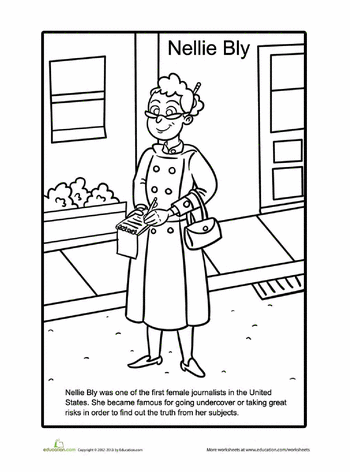 Nellie Bly
Nellie Bly was one of the first female journalists in the United
States. She became famous for going undercover or taking great
risks in order to find out the truth from her subjects.
education.com
More worksheets at www.education.com/worksheets